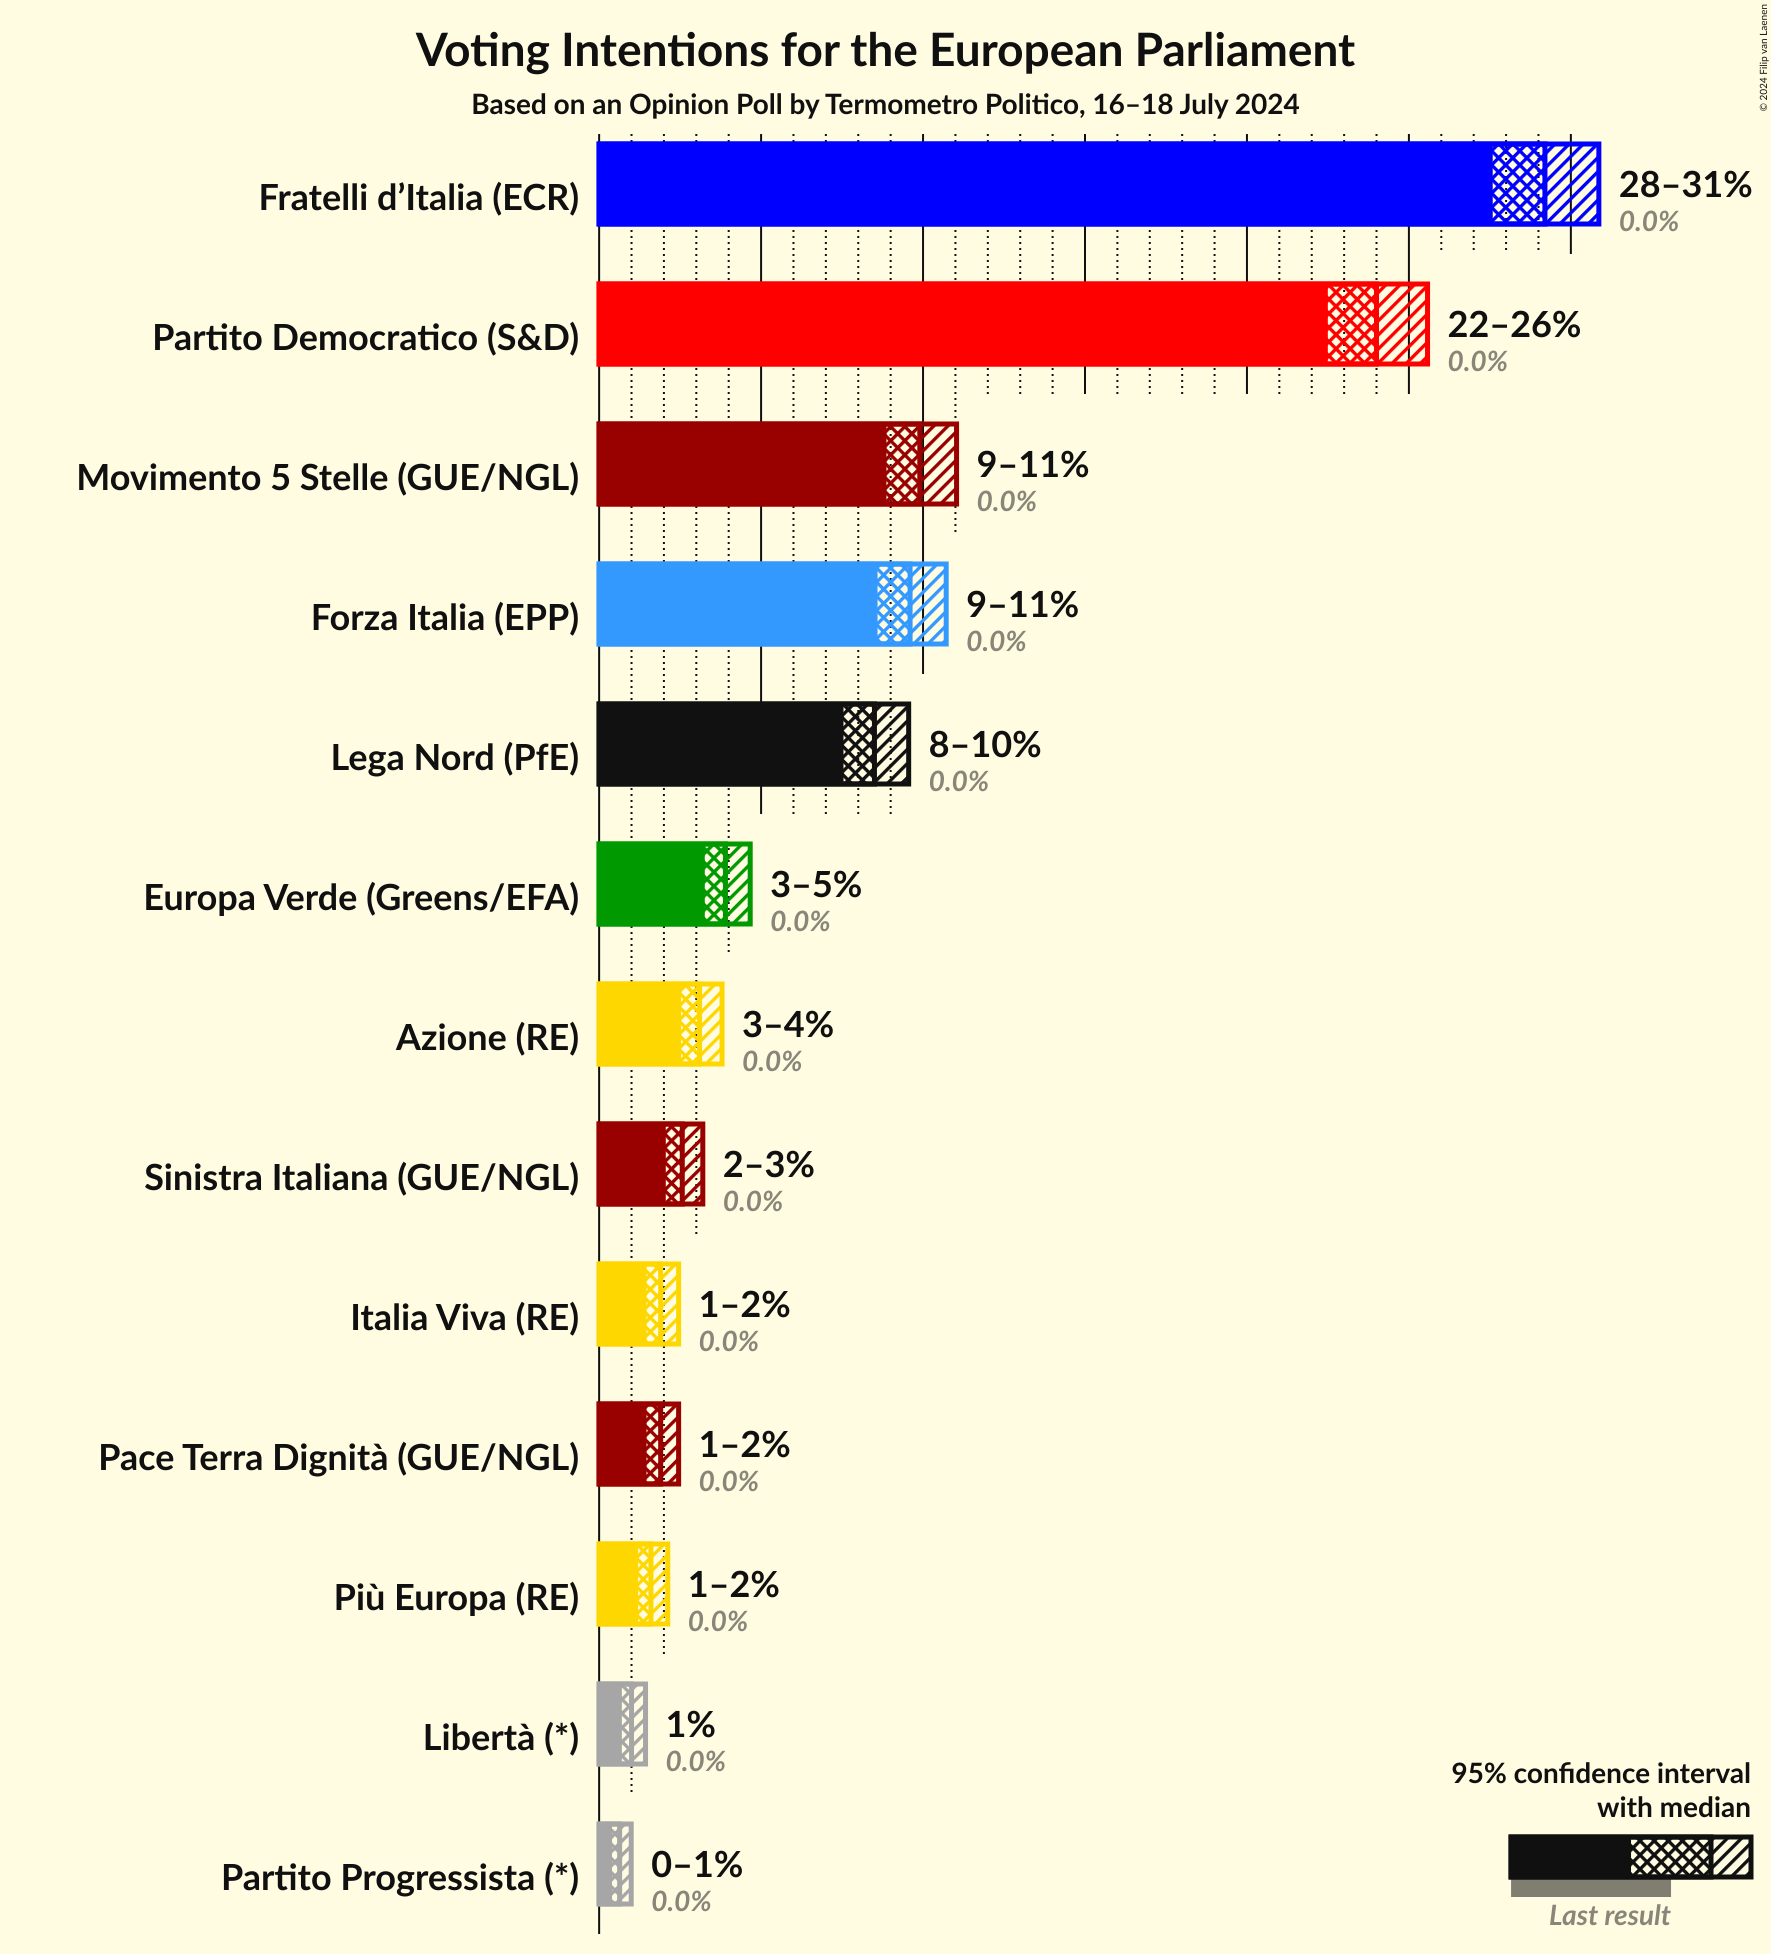 Voting Intentions for the European Parliament
Based on an Opinion Poll by Termometro Politico, 16–18 July 2024
© 2024 Filip van Laenen
Fratelli d’Italia (ECR)
28–31%
0.0%
Partito Democratico (S&D)
22–26%
0.0%
Movimento 5 Stelle (GUE/NGL)
9–11%
0.0%
Forza Italia (EPP)
9–11%
0.0%
Lega Nord (PfE)
8–10%
0.0%
Europa Verde (Greens/EFA)
3–5%
0.0%
Azione (RE)
3–4%
0.0%
Sinistra Italiana (GUE/NGL)
2–3%
0.0%
Italia Viva (RE)
1–2%
0.0%
Pace Terra Dignità (GUE/NGL)
1–2%
0.0%
Più Europa (RE)
1–2%
0.0%
Libertà (*)
1%
0.0%
Partito Progressista (*)
0–1%
0.0%
95% confidence interval
with median
Last result